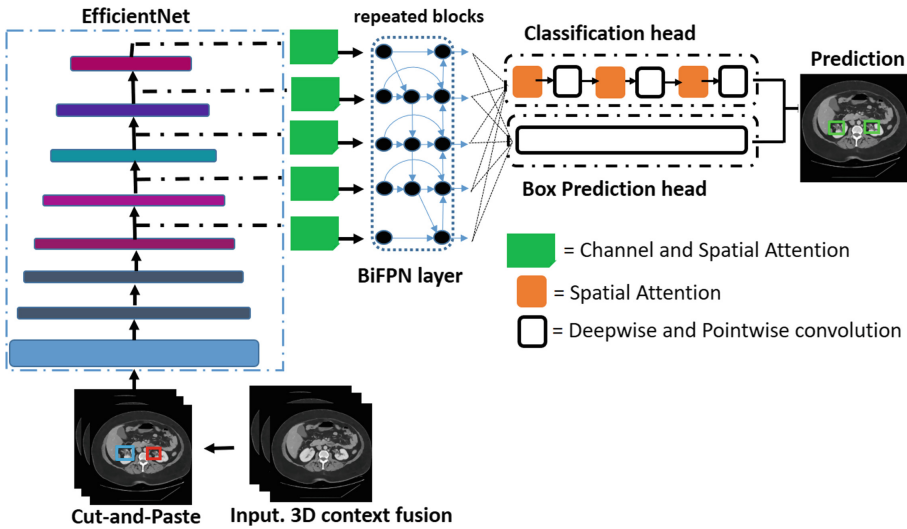 EfficientNet
repeated blocks
Classification head
Prediction
Box Prediction head
BiFPN layer
= Channel and Spatial Attention
= Spatial Attention
= Deepwise and Pointwise convolution
Cut-and-Paste
Input. 3D context fusion